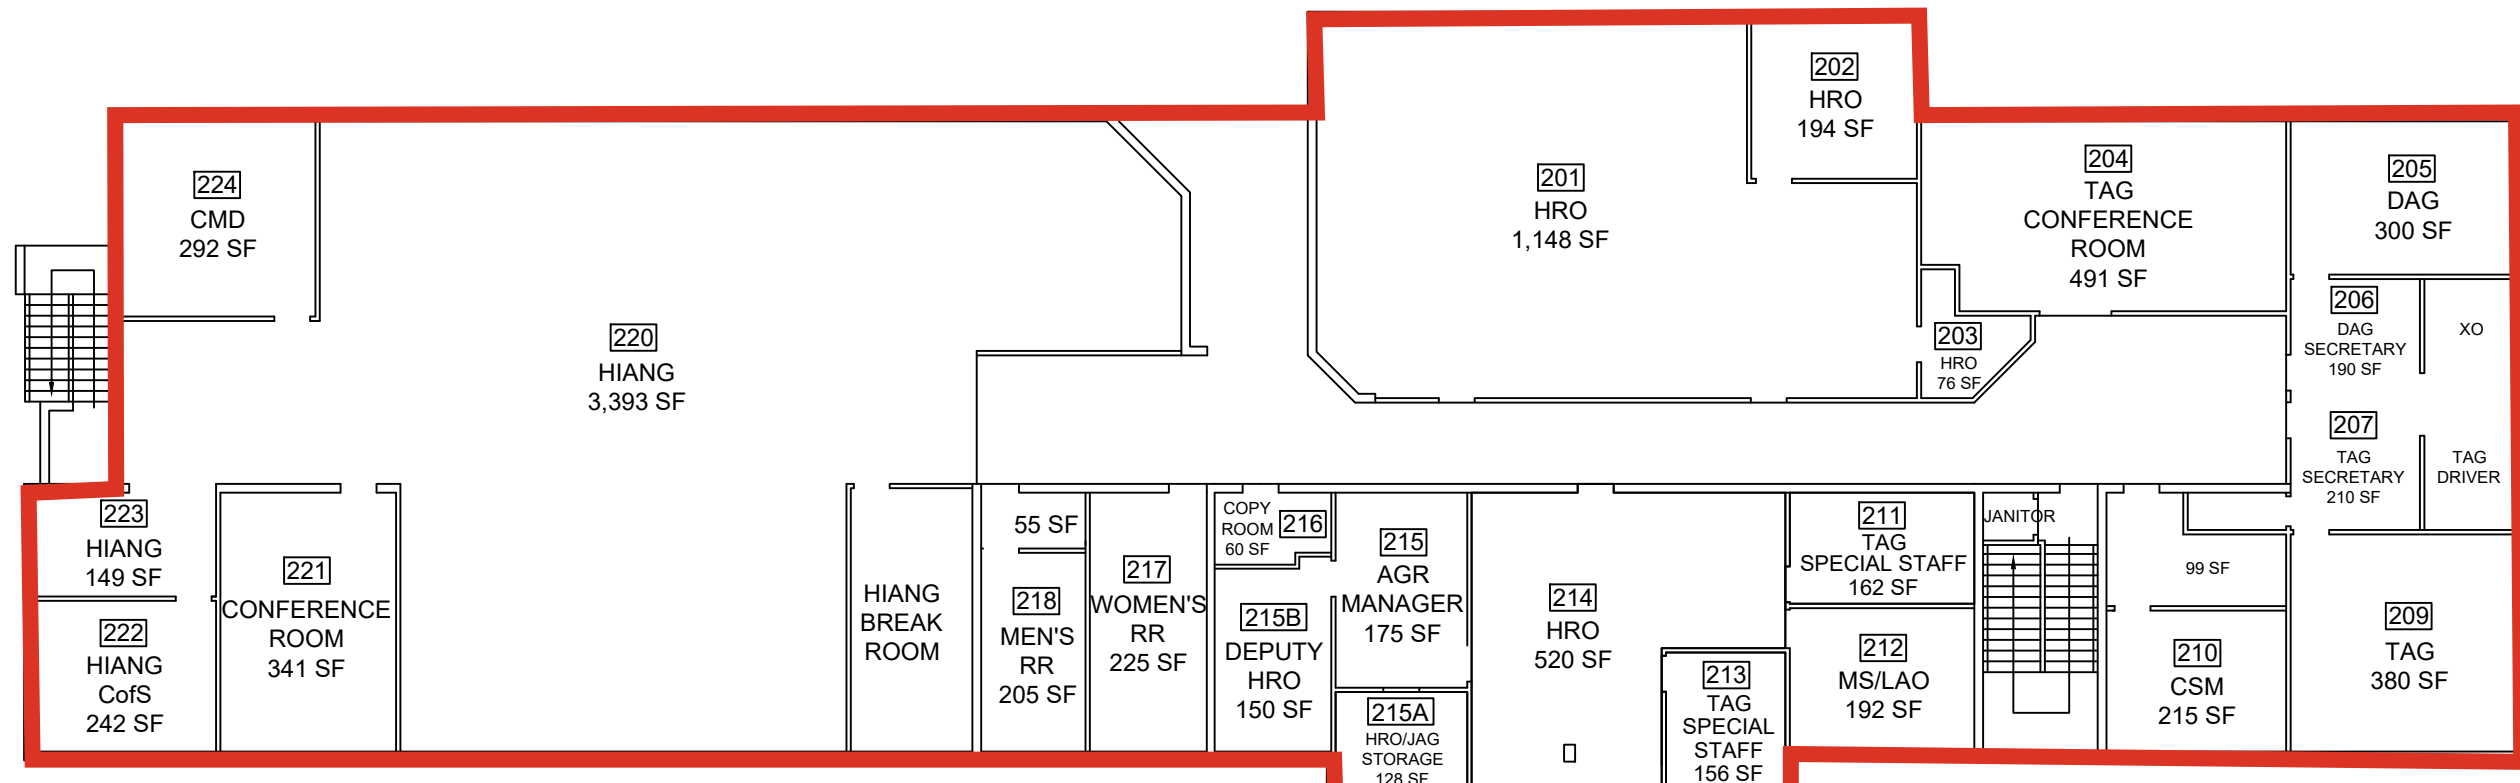 202
HRO
194 SF
201
HRO
1,148 SF
204
TAG
CONFERENCE
ROOM
491 SF
205
DAG
300 SF
224
CMD
292 SF
220
HIANG
3,393 SF
203
HRO
76 SF
206
DAG
SECRETARY
190 SF
XO
207
TAG
SECRETARY
210 SF
TAG
DRIVER
223
HIANG
149 SF
222
HIANG
CofS
242 SF
221
CONFERENCE
ROOM
341 SF
HIANG
BREAK
ROOM
55 SF
218
MEN'S
RR
205 SF
217
WOMEN'S
RR
225 SF
COPY
ROOM
60 SF
216
215B
DEPUTY
HRO
150 SF
215
AGR
MANAGER
175 SF
215A
HRO/JAG
STORAGE
128 SF
214
HRO
520 SF
213
TAG
SPECIAL
STAFF
156 SF
211
TAG
SPECIAL STAFF
162 SF
212
MS/LAO
192 SF
JANITOR
99 SF
210
CSM
215 SF
209
TAG
380 SF